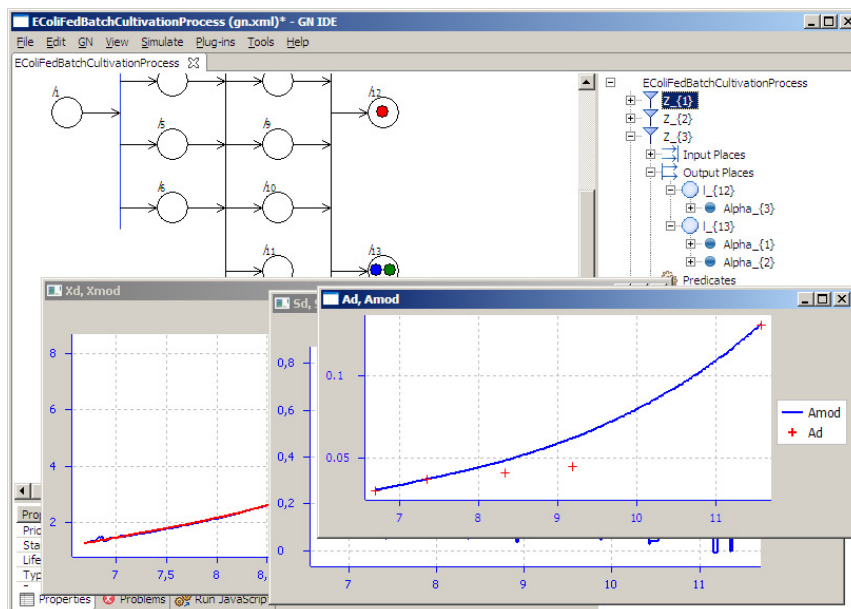 EColiFedBatchCultivationProcess (gn.xml)* - GN IDE
File Edit GN View Simulate Plug-ins Tools Help
EColiFedBatchCultivationProcess
l1
l12
l5
l9
l6
l10
l11
l13
EColiFedBatchCultivationProcess
Z_{1}
Z_{2}
Z_{3}
Input Places
Output Places
l_{12}
Alpha_{3}
l_{13}
Alpha_{1}
Alpha_{2}
Predicates
Xd, Xmod
8
6
4
2
7 7,5 8
Sd,
0,8
0,6
0,4
0,2
0
7 8 9 10 11
Ad, Amod
0.1
0.05
7 8 9 10 11
Amod
Ad
Life
Properties Problems Run JavaScript